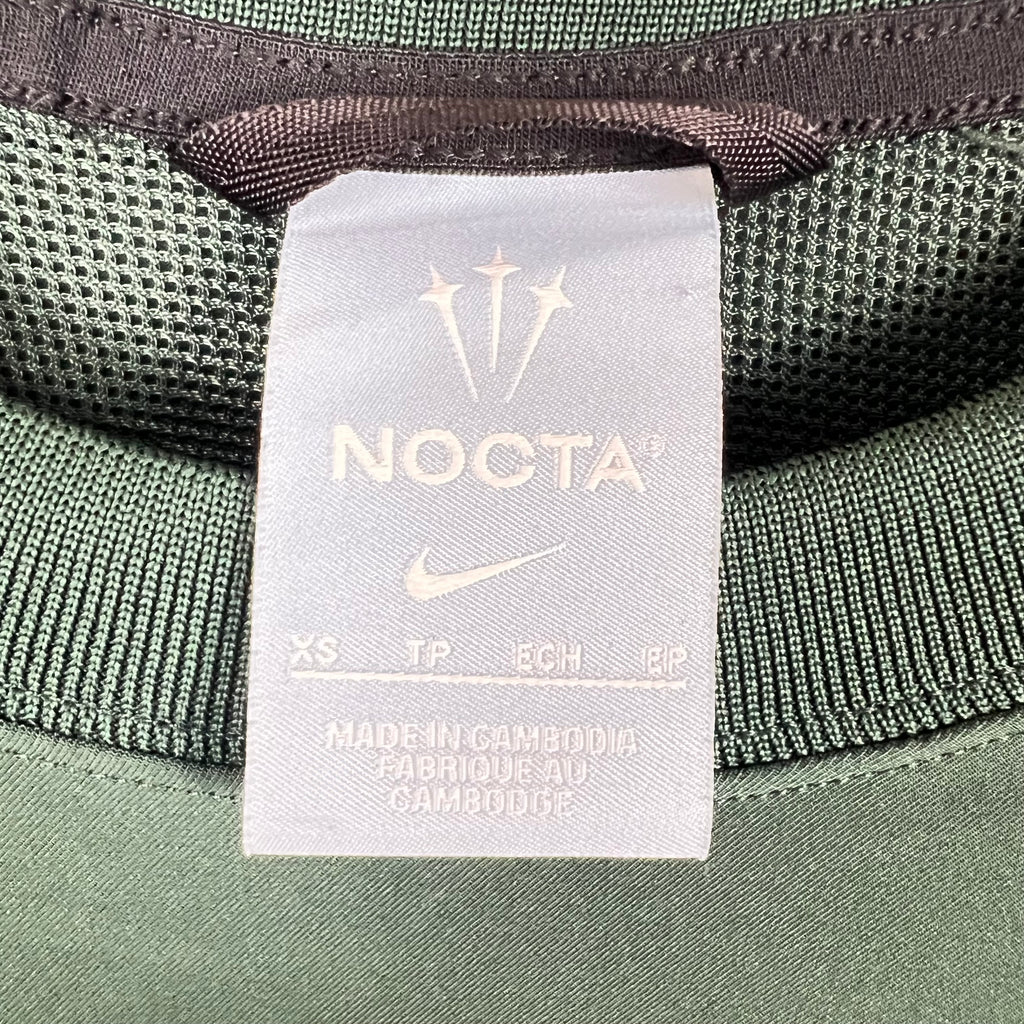 NOCTA®
XS TP ECH EP
MADE IN CAMBODIA
FABRIQUE AU
CAMBODGE